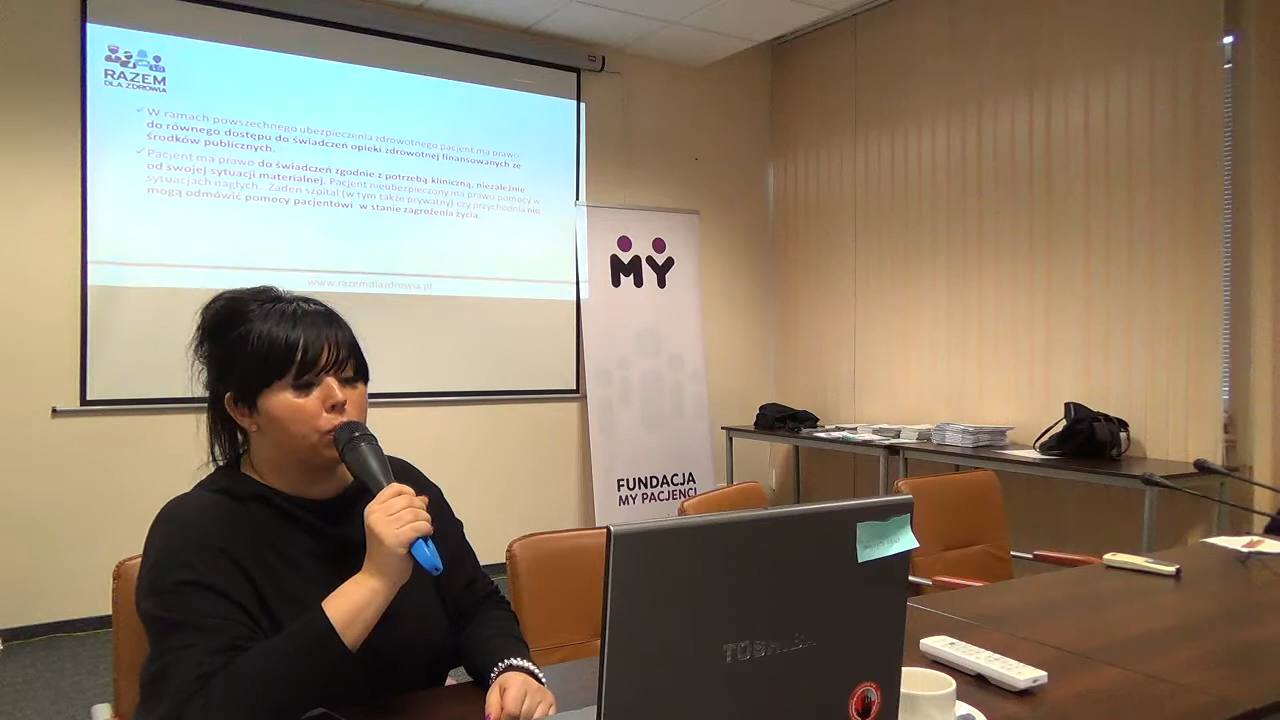 RAZEM
DLA ZDROWIA
W ramach powszechnego ubezpieczenia zdrowotnego pacjent ma prawo
do równego dostępu do świadczeń opieki zdrowotnej finansowanych ze
środków publicznych.
Pacjent ma prawo do świadczeń zgodnie z potrzebą kliniczną, niezależnie
od swojej sytuacji materialnej. Pacjent nieubezpieczony ma prawo pomocy w
sytuacjach nagłych. Żaden szpital (w tym także prywatny) czy przychodnia nie
mogą odmówić pomocy pacjentowi w stanie zagrożenia życia.
www.razemdlazdrowia.pl
MY
FUNDACJA
MY PACJENCI
TOSHIBA